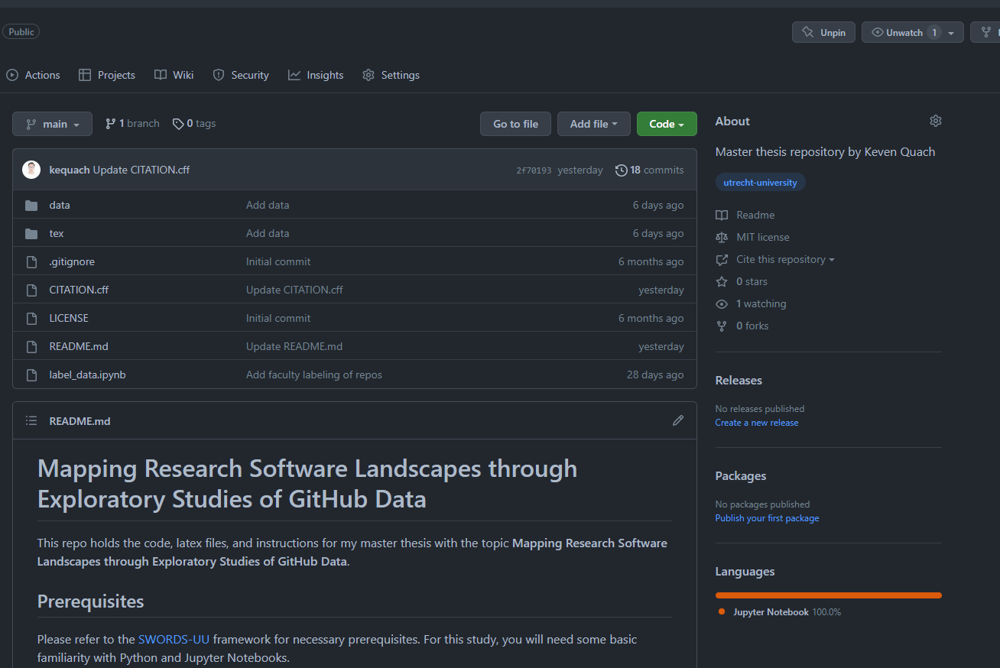 Public
Unpin
Unwatch 1
Actions Projects Wiki Security Insights Settings
main 1 branch 0 tags Go to file Add file Code
kequach Update CITATION.cff 2f70193 yesterday 18 commits
data Add data 6 days ago
tex Add data 6 days ago
.gitignore Initial commit 6 months ago
CITATION.cff Update CITATION.cff yesterday
LICENSE Initial commit 6 months ago
README.md Update README.md yesterday
label_data.ipynb Add faculty labeling of repos 28 days ago
README.md
Mapping Research Software Landscapes through
Exploratory Studies of GitHub Data
This repo holds the code, latex files, and instructions for my master thesis with the topic Mapping Research Software
Landscapes through Exploratory Studies of GitHub Data.
Prerequisites
Please refer to the SWORDS-UU framework for necessary prerequisites. For this study, you will need some basic
familiarity with Python and Jupyter Notebooks.
About
Master thesis repository by Keven Quach
utrecht-university
Readme
MIT license
Cite this repository
0 stars
1 watching
0 forks
Releases
No releases published
Create a new release
Packages
No packages published
Publish your first package
Languages
Jupyter Notebook 100.0%